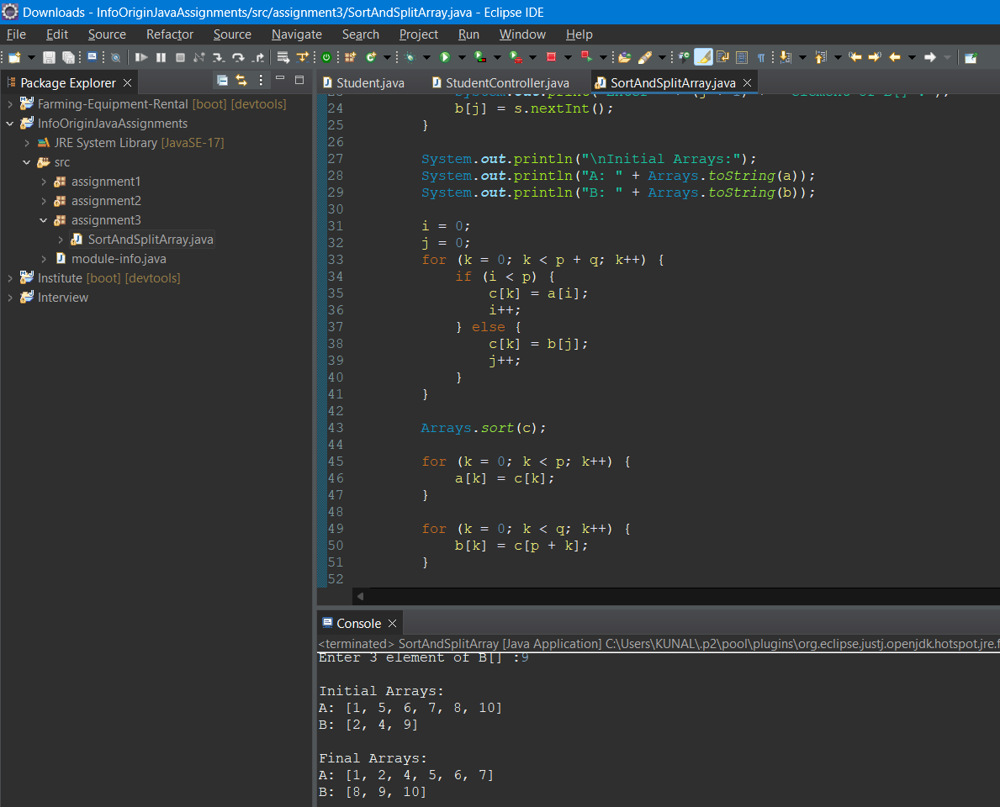 Downloads - InfoOriginJavaAssignments/src/assignment3/SortAndSplitArray.java - Eclipse IDE
File Edit Source Refactor Source Navigate Search Project Run Window Help
Package Explorer
Farming-Equipment-Rental [boot] [devtools]
InfoOriginJavaAssignments
JRE System Library [JavaSE-17]
src
assignment1
assignment2
assignment3
SortAndSplitArray.java
module-info.java
Institute [boot] [devtools]
Interview
Student.java StudentController.java SortAndSplitArray.java
24 b[j] = s.nextInt();
25 }
26
27 System.out.println("\nInitial Arrays:");
28 System.out.println("A: " + Arrays.toString(a));
29 System.out.println("B: " + Arrays.toString(b));
30
31 i = 0;
32 j = 0;
33 for (k = 0; k < p + q; k++) {
34 if (i < p) {
35 c[k] = a[i];
36 i++;
37 } else {
38 c[k] = b[j];
39 j++;
40 }
41 }
42
43 Arrays.sort(c);
44
45 for (k = 0; k < p; k++) {
46 a[k] = c[k];
47 }
48
49 for (k = 0; k < q; k++) {
50 b[k] = c[p + k];
51 }
52
Console
<terminated> SortAndSplitArray [Java Application] C:\Users\KUNAL\.p2\pool\plugins\org.eclipse.justj.openjdk.hotspot.jre.f
Enter 3 element of B[] :9

Initial Arrays:
A: [1, 5, 6, 7, 8, 10]
B: [2, 4, 9]

Final Arrays:
A: [1, 2, 4, 5, 6, 7]
B: [8, 9, 10]